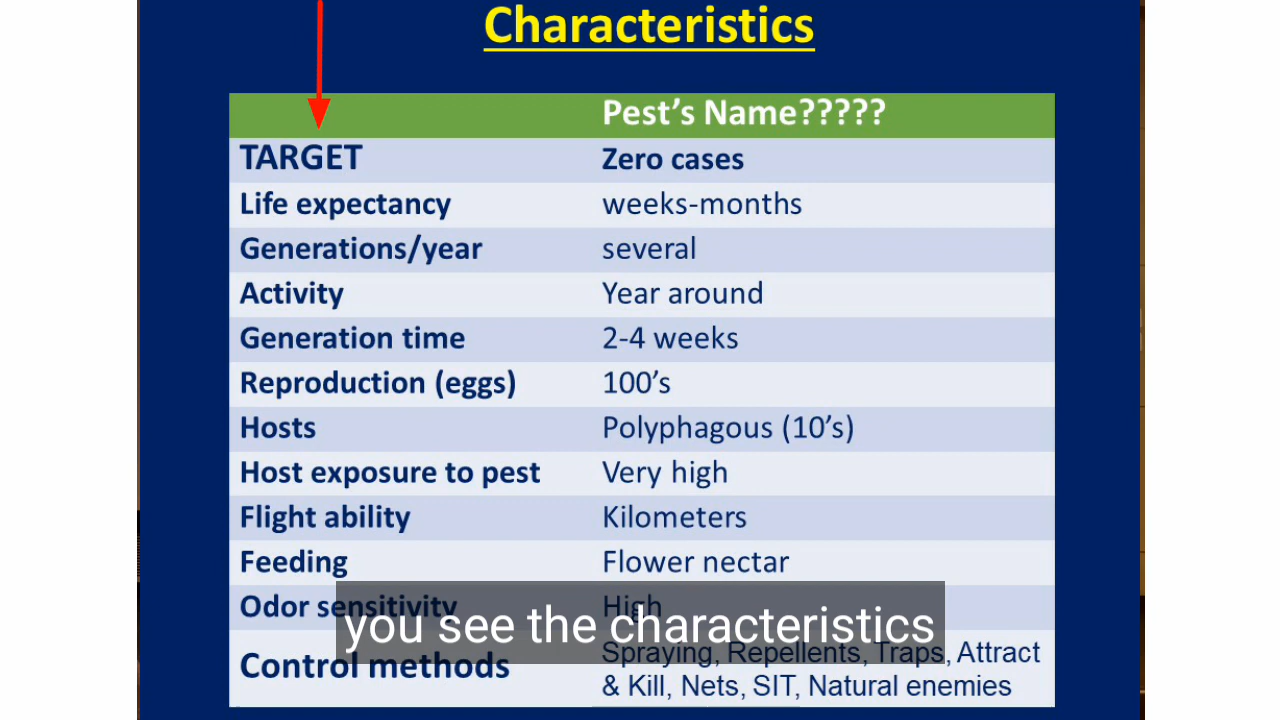 Characteristics
Pest's Name?????
TARGET Zero cases
Life expectancy weeks-months
Generations/year several
Activity Year around
Generation time 2-4 weeks
Reproduction (eggs) 100's
Hosts Polyphagous (10's)
Host exposure to pest Very high
Flight ability Kilometers
Feeding Flower nectar
Odor sensitivity High
you see the characteristics
Control methods Spraying, Repellents, Traps, Attract
& Kill, Nets, SIT, Natural enemies